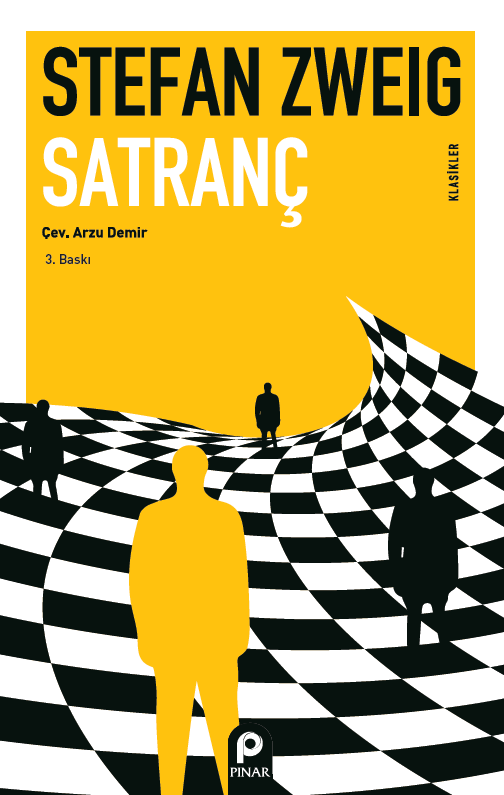 STEFAN ZWEIG
SATRANÇ
KLASİKLER
Çev. Arzu Demir
3. Baskı
PINAR